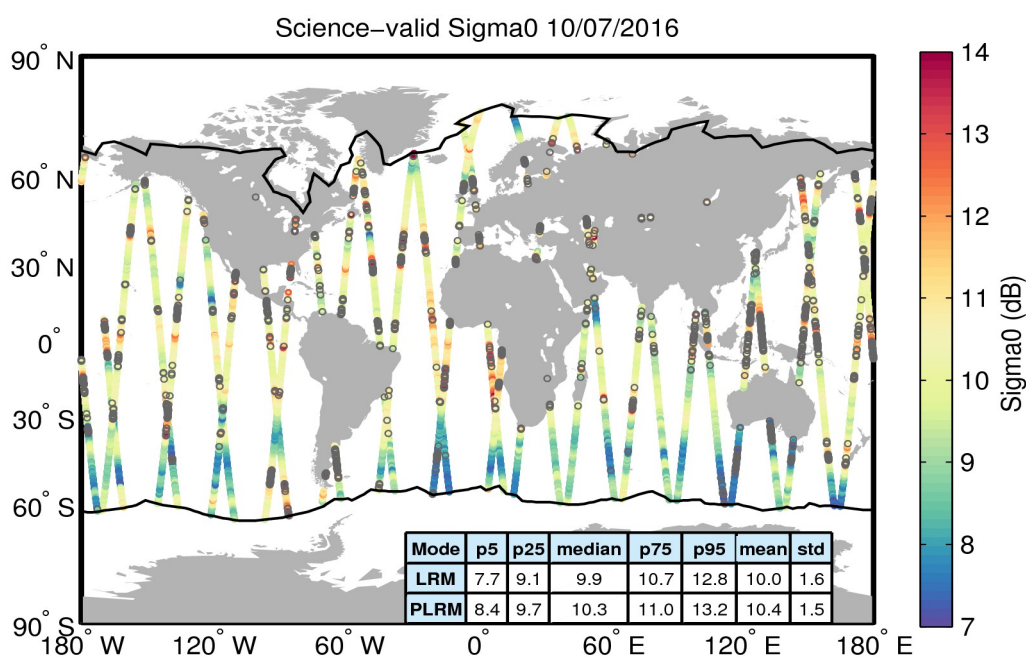 Science−valid Sigma0 10/07/2016
90° N
60° N
30° N
0°
30° S
60° S
90° S
180° W
120° W
60° W
0°
60° E
120° E
180° E
14
13
12
11
10
9
8
7
Sigma0 (dB)
Mode p5 p25 median p75 p95 mean std
LRM 7.7 9.1 9.9 10.7 12.8 10.0 1.6
PLRM 8.4 9.7 10.3 11.0 13.2 10.4 1.5